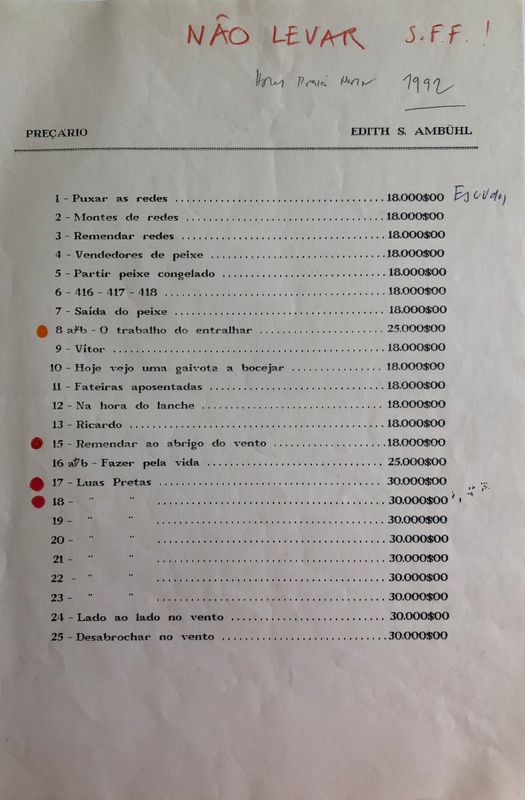 NÃO LEVAR S.F.F. !
1992
PREÇARIO EDITH S. AMBÜHL
1 - Puxar as redes ........................................ 18.000$00 Escudos
2 - Montes de redes ..................................... 18.000$00
3 - Remendar redes ..................................... 18.000$00
4 - Vendedores de peixe ................................ 18.000$00
5 - Partir peixe congelado .............................. 18.000$00
6 - 416 - 417 - 418 ........................................ 18.000$00
7 - Saída do peixe ....................................... 18.000$00
8 a/b - O trabalho do entralhar ....................... 25.000$00
9 - Vítor ................................................ 18.000$00
10 - Hoje vejo uma gaivota a bocejar .................. 18.000$00
11 - Fateiras aposentadas ................................ 18.000$00
12 - Na hora do lanche .................................. 18.000$00
13 - Ricardo .............................................. 18.000$00
15 - Remendar ao abrigo do vento ...................... 18.000$00
16 a/b - Fazer pela vida ................................ 25.000$00
17 - Luas Pretas ......................................... 30.000$00
18 - " " ........................................ 30.000$00
19 - " " ........................................ 30.000$00
20 - " " ........................................ 30.000$00
21 - " " ........................................ 30.000$00
22 - " " ........................................ 30.000$00
23 - " " ........................................ 30.000$00
24 - Lado ao lado no vento ............................. 30.000$00
25 - Desabrochar no vento .............................. 30.000$00